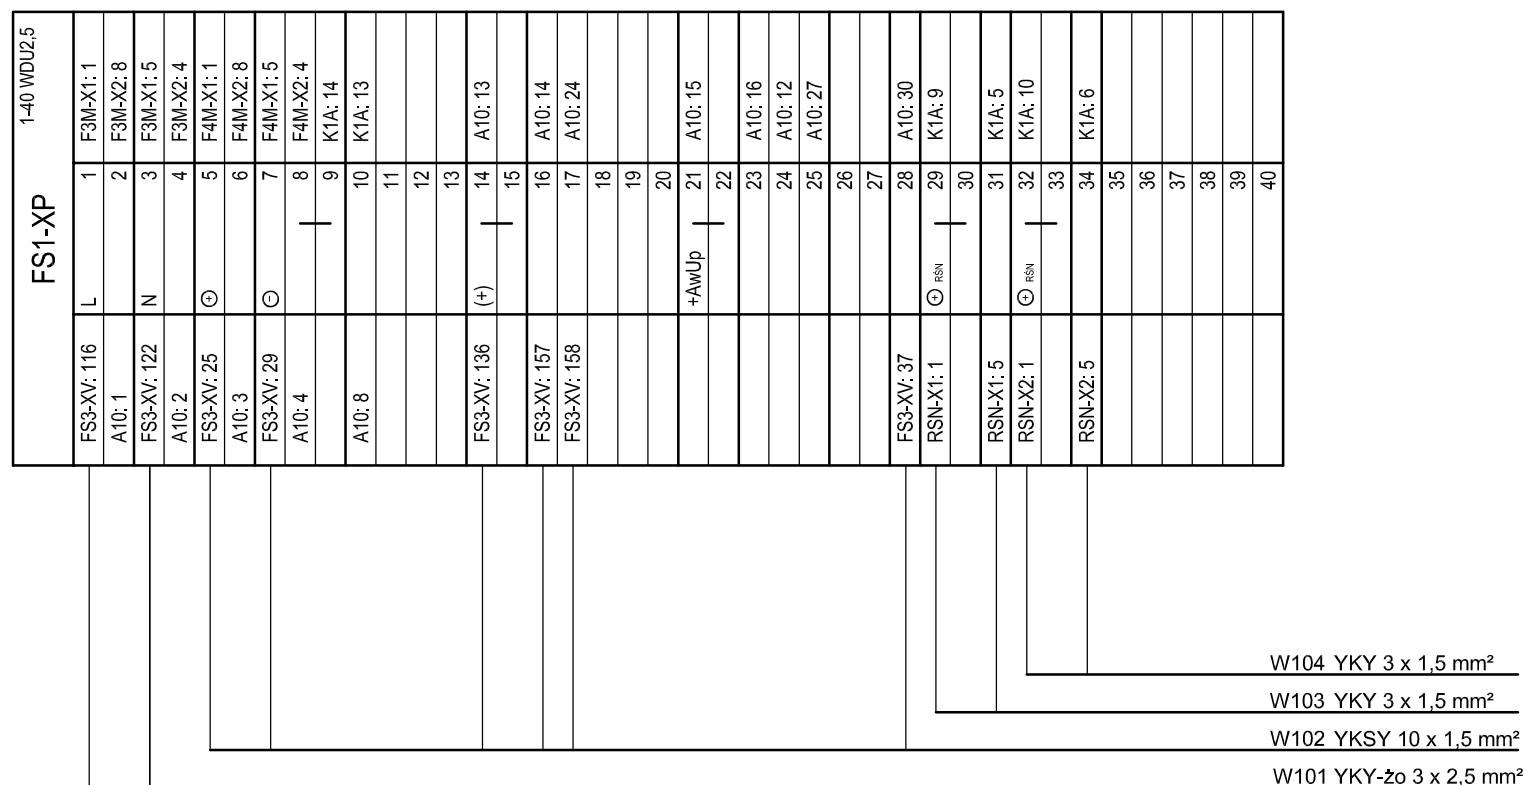 1-40 WDU2,5
FS1-XP
F3M-X1: 1
F3M-X2: 8
F3M-X1: 5
F3M-X2: 4
F4M-X1: 1
F4M-X2: 8
F4M-X1: 5
F4M-X2: 4
K1A: 14
K1A: 13
A10: 13
A10: 14
A10: 24
A10: 15
A10: 16
A10: 12
A10: 27
A10: 30
K1A: 9
K1A: 5
K1A: 10
K1A: 6
1
2
3
4
5
6
7
8
9
10
11
12
13
14
15
16
17
18
19
20
21
22
23
24
25
26
27
28
29
30
31
32
33
34
35
36
37
38
39
40
L
N
+
-
(+)
+AwUp
+ RŚN
+ RŚN
FS3-XV: 116
A10: 1
FS3-XV: 122
A10: 2
FS3-XV: 25
A10: 3
FS3-XV: 29
A10: 4
A10: 8
FS3-XV: 136
FS3-XV: 157
FS3-XV: 158
FS3-XV: 37
RSN-X1: 1
RSN-X1: 5
RSN-X2: 1
RSN-X2: 5
W104 YKY 3 x 1,5 mm²
W103 YKY 3 x 1,5 mm²
W102 YKSY 10 x 1,5 mm²
W101 YKY-żo 3 x 2,5 mm²